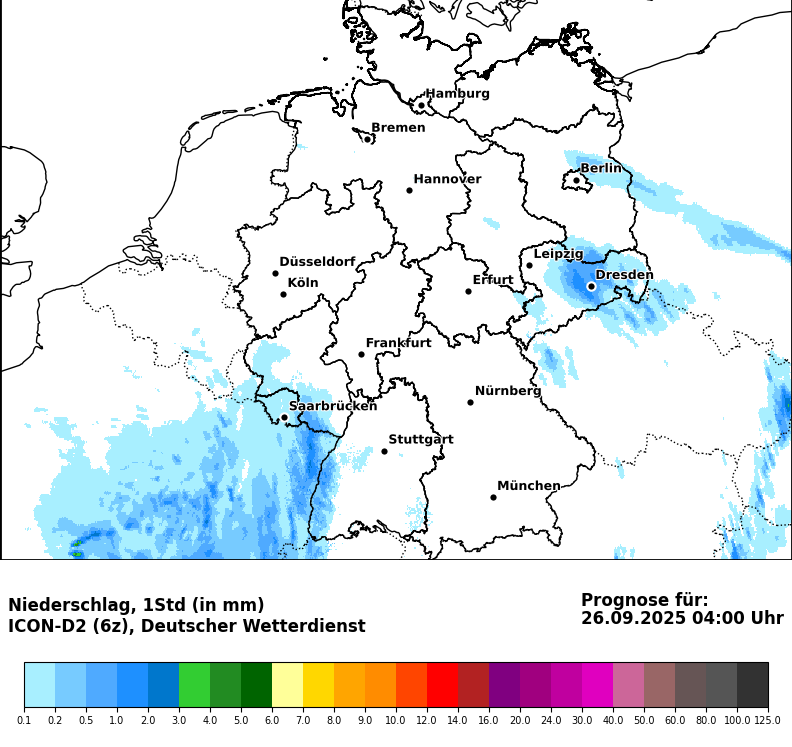 Hamburg
Bremen
Berlin
Hannover
Leipzig
Düsseldorf
Dresden
Köln
Erfurt
Frankfurt
Nürnberg
Saarbrücken
Stuttgart
München
Niederschlag, 1Std (in mm)
ICON-D2 (6z), Deutscher Wetterdienst
Prognose für:
26.09.2025 04:00 Uhr
0.1 0.2 0.5 1.0 2.0 3.0 4.0 5.0 6.0 7.0 8.0 9.0 10.0 12.0 14.0 16.0 20.0 24.0 30.0 40.0 50.0 60.0 80.0 100.0 125.0